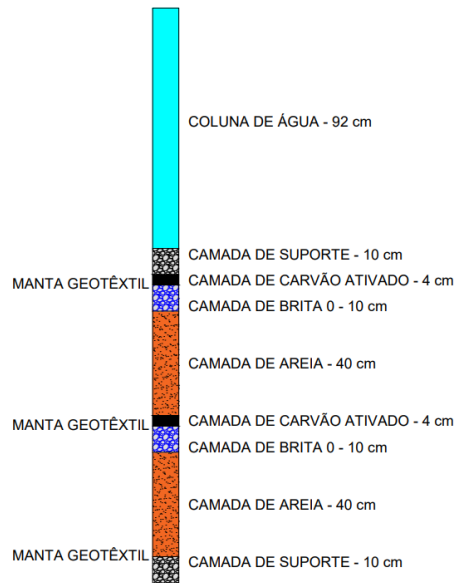 COLUNA DE ÁGUA - 92 cm
CAMADA DE SUPORTE - 10 cm
MANTA GEOTÊXTIL
CAMADA DE CARVÃO ATIVADO - 4 cm
CAMADA DE BRITA 0 - 10 cm
CAMADA DE AREIA - 40 cm
MANTA GEOTÊXTIL
CAMADA DE CARVÃO ATIVADO - 4 cm
CAMADA DE BRITA 0 - 10 cm
CAMADA DE AREIA - 40 cm
MANTA GEOTÊXTIL
CAMADA DE SUPORTE - 10 cm